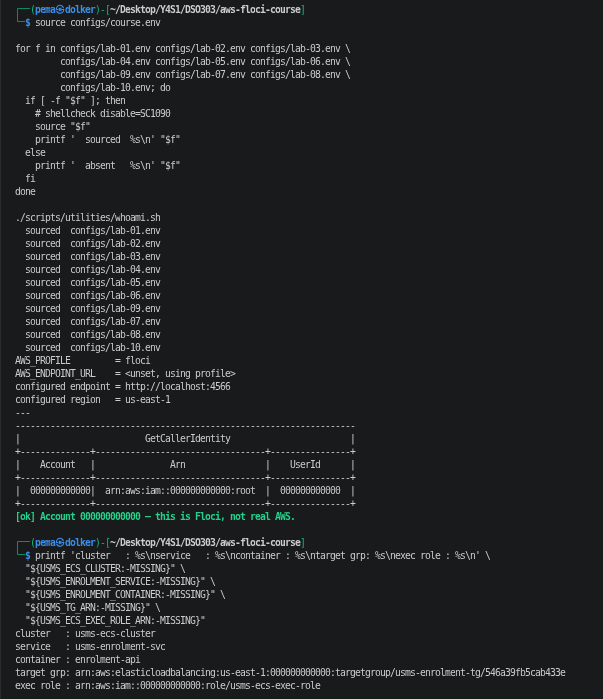 ┌──(pema㉿dolker)-[~/Desktop/Y4S1/DSO303/aws-floci-course]
└─$ source configs/course.env

for f in configs/lab-01.env configs/lab-02.env configs/lab-03.env \
         configs/lab-04.env configs/lab-05.env configs/lab-06.env \
         configs/lab-09.env configs/lab-07.env configs/lab-08.env \
         configs/lab-10.env; do
  if [ -f "$f" ]; then
    # shellcheck disable=SC1090
    source "$f"
    printf '  sourced  %s\n' "$f"
  else
    printf '  absent   %s\n' "$f"
  fi
done

./scripts/utilities/whoami.sh
  sourced  configs/lab-01.env
  sourced  configs/lab-02.env
  sourced  configs/lab-03.env
  sourced  configs/lab-04.env
  sourced  configs/lab-05.env
  sourced  configs/lab-06.env
  sourced  configs/lab-09.env
  sourced  configs/lab-07.env
  sourced  configs/lab-08.env
  sourced  configs/lab-10.env
AWS_PROFILE         = floci
AWS_ENDPOINT_URL    = <unset, using profile>
configured endpoint = http://localhost:4566
configured region   = us-east-1
---
--------------------------------------------------------------------
|                         GetCallerIdentity                        |
+--------------+----------------------------------+----------------+
|    Account   |               Arn                |    UserId      |
+--------------+----------------------------------+----------------+
|  000000000000|  arn:aws:iam::000000000000:root  |  000000000000  |
+--------------+----------------------------------+----------------+
[ok] Account 000000000000 — this is Floci, not real AWS.

┌──(pema㉿dolker)-[~/Desktop/Y4S1/DSO303/aws-floci-course]
└─$ printf 'cluster   : %s\nservice   : %s\ncontainer : %s\ntarget grp: %s\nexec role : %s\n' \
  "${USMS_ECS_CLUSTER:-MISSING}" \
  "${USMS_ENROLMENT_SERVICE:-MISSING}" \
  "${USMS_ENROLMENT_CONTAINER:-MISSING}" \
  "${USMS_TG_ARN:-MISSING}" \
  "${USMS_ECS_EXEC_ROLE_ARN:-MISSING}"
cluster   : usms-ecs-cluster
service   : usms-enrolment-svc
container : enrolment-api
target grp: arn:aws:elasticloadbalancing:us-east-1:000000000000:targetgroup/usms-enrolment-tg/546a39fb5cab433e
exec role : arn:aws:iam::000000000000:role/usms-ecs-exec-role